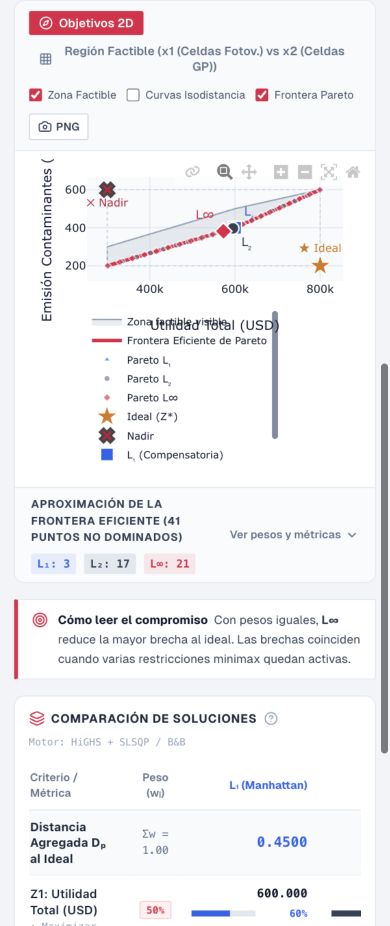 Objetivos 2D
Región Factible (x1 (Celdas Fotov.) vs x2 (Celdas
GP))
Zona Factible
Curvas Isodistancia
Frontera Pareto
PNG
Emisión Contaminantes (
600
400
200
× Nadir
L∞
L
L₂
★ Ideal
400k
600k
800k
Utilidad Total (USD)
Zona factible visible
Frontera Eficiente de Pareto
Pareto L₁
Pareto L₂
Pareto L∞
Ideal (Z*)
Nadir
L₁ (Compensatoria)
APROXIMACIÓN DE LA
FRONTERA EFICIENTE (41
PUNTOS NO DOMINADOS)
Ver pesos y métricas
L₁: 3
L₂: 17
L∞: 21
Cómo leer el compromiso Con pesos iguales, L∞
reduce la mayor brecha al ideal. Las brechas coinciden
cuando varias restricciones minimax quedan activas.
COMPARACIÓN DE SOLUCIONES
Motor: HiGHS + SLSQP / B&B
Criterio /
Métrica
Peso
(wⱼ)
L₁ (Manhattan)
Distancia
Agregada Dₚ
al Ideal
Σw =
1.00
0.4500
Z1: Utilidad
Total (USD)
50%
600.000
60%